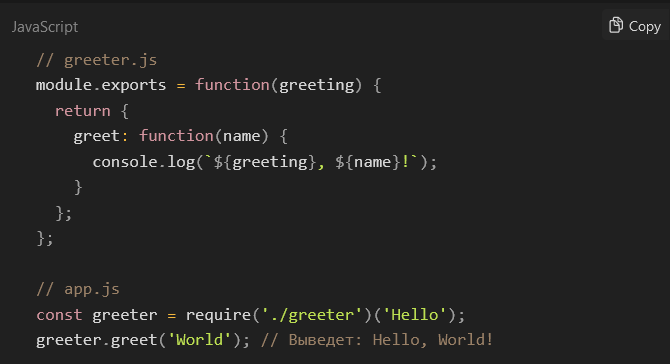 JavaScript
Copy
// greeter.js
module.exports = function(greeting) {
  return {
    greet: function(name) {
      console.log(`${greeting}, ${name}!`);
    }
  };
};

// app.js
const greeter = require('./greeter')('Hello');
greeter.greet('World'); // Выведет: Hello, World!